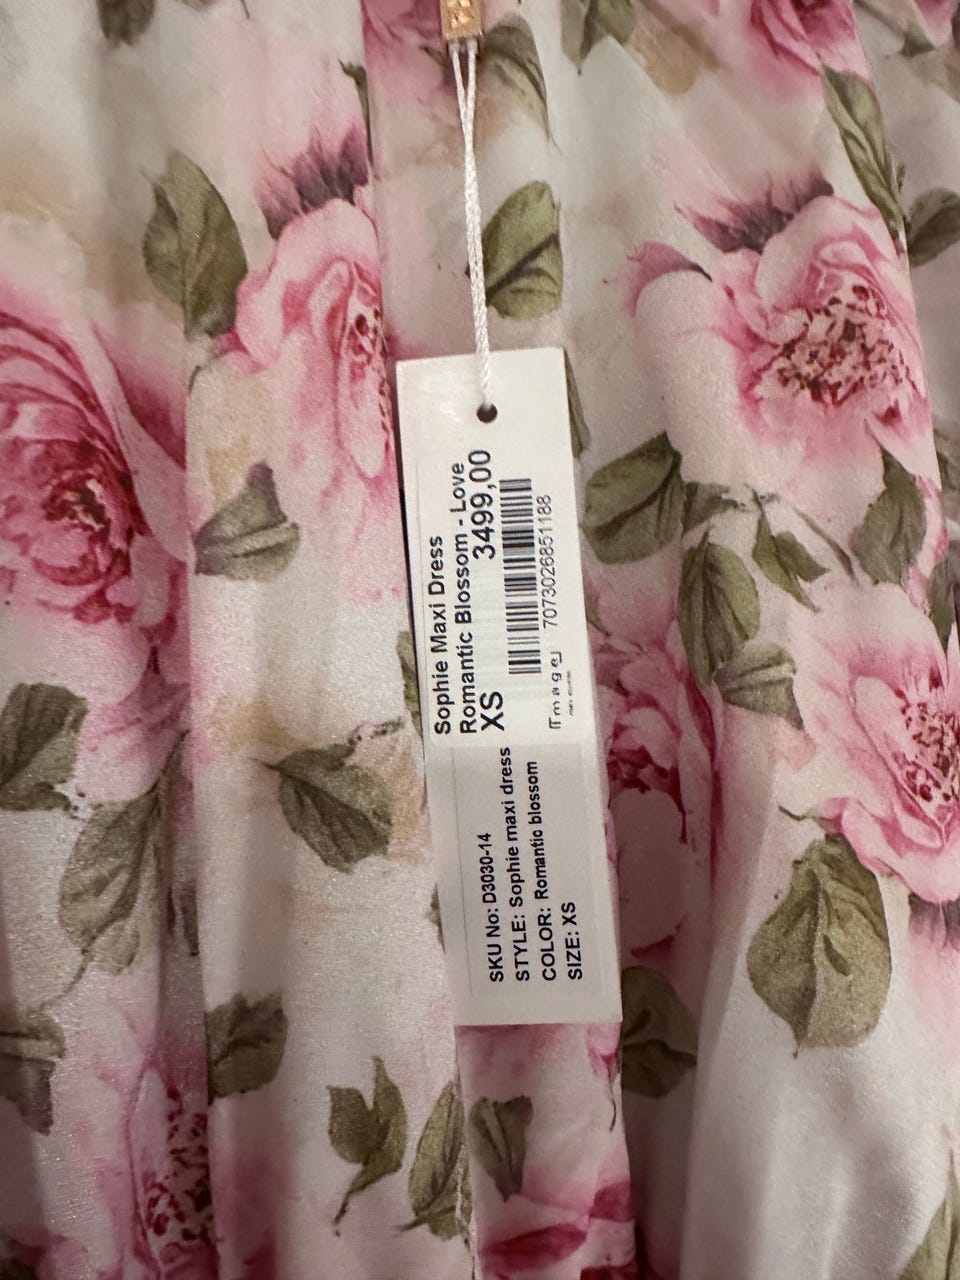 Sophie Maxi Dress
Romantic Blossom - Love
XS
3499,00
7073026851188
SKU No: D3030-14
STYLE: Sophie maxi dress
COLOR: Romantic blossom
SIZE: XS